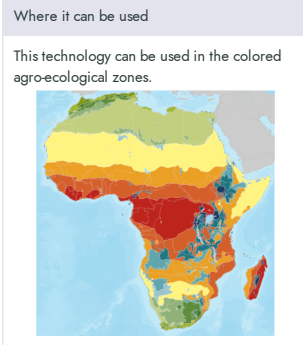 Where it can be used
This technology can be used in the colored
agro-ecological zones.